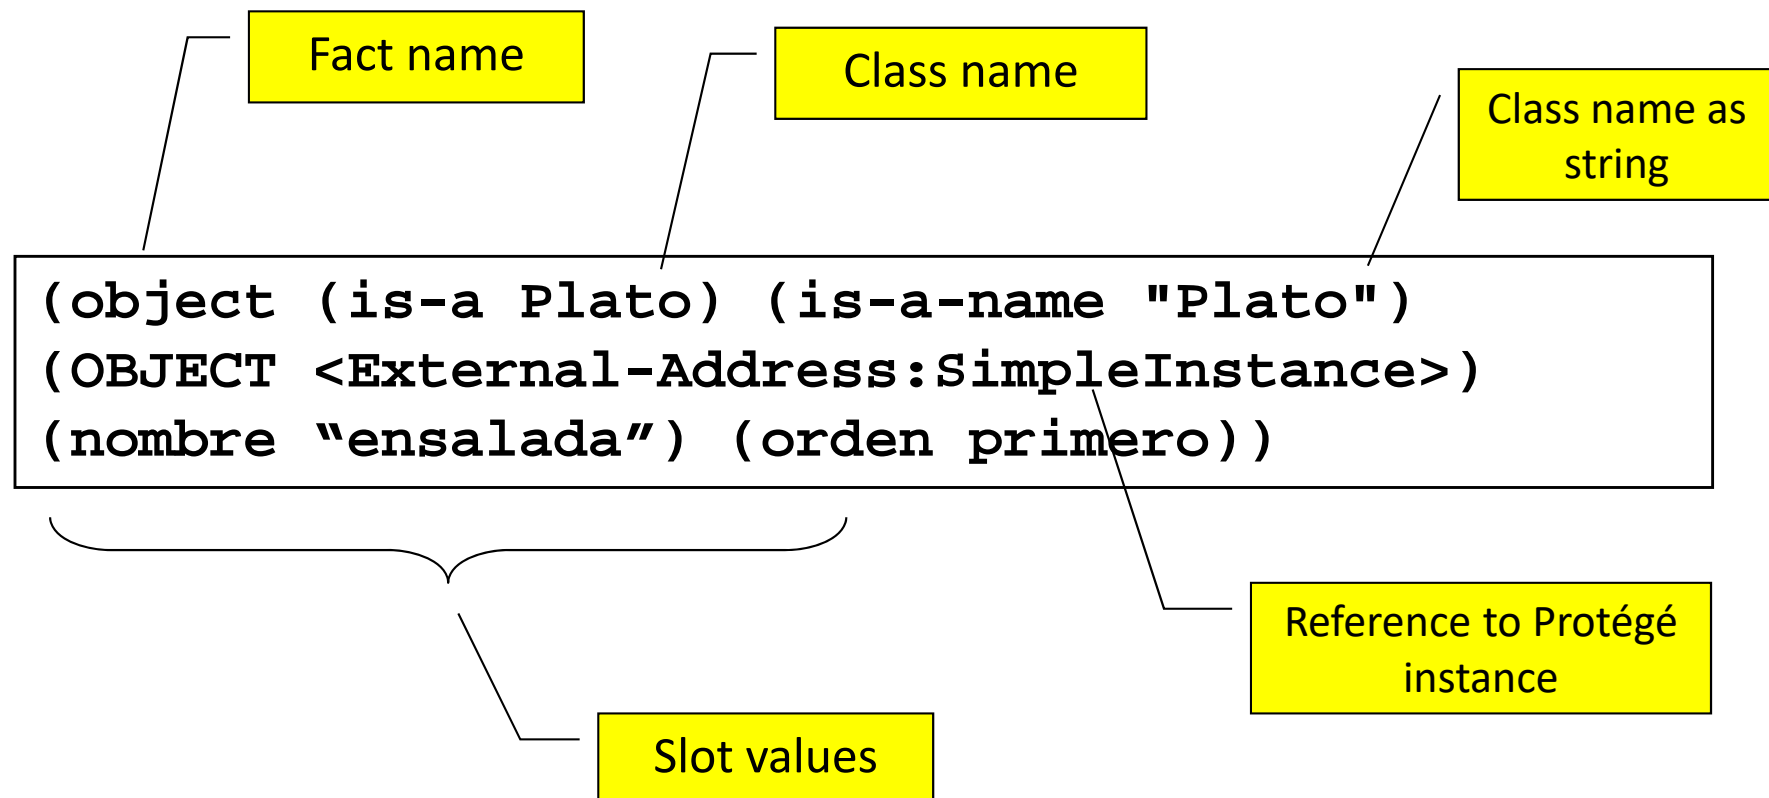 Fact name
Class name
Class name as
string
(object (is-a Plato) (is-a-name "Plato")
(OBJECT <External-Address:SimpleInstance>)
(nombre “ensalada”) (orden primero))
Reference to Protégé
instance
Slot values